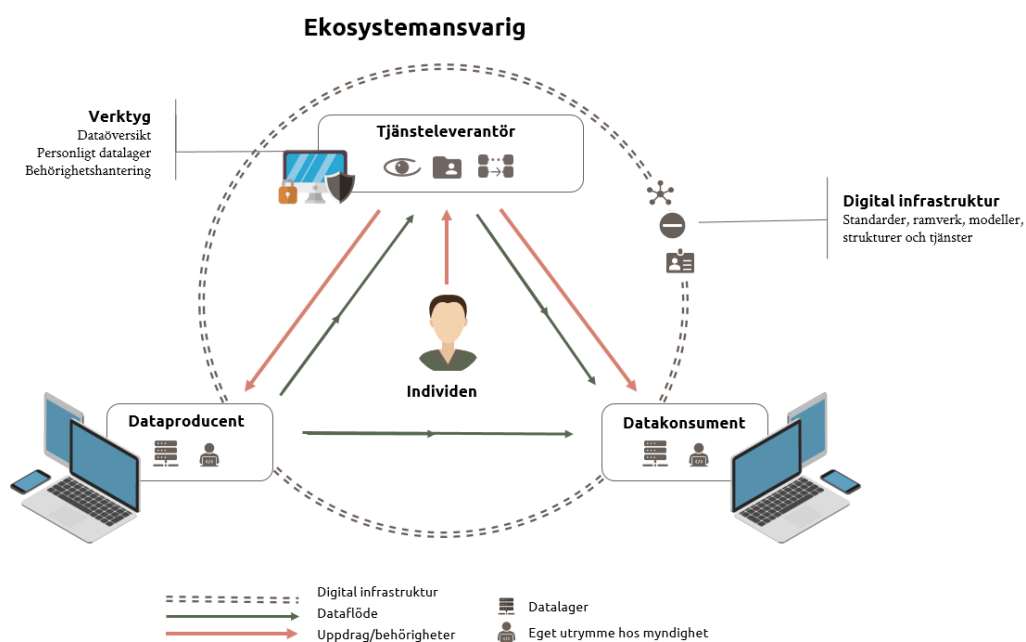 Ekosystemansvarig
Verktyg
Dataöversikt
Personligt datalager
Behörighetshantering
Tjänsteleverantör
Digital infrastruktur
Standarder, ramverk, modeller,
strukturer och tjänster
Individen
Dataproducent
Datakonsument
Digital infrastruktur
Dataflöde
Uppdrag/behörigheter
Datalager
Eget utrymme hos myndighet